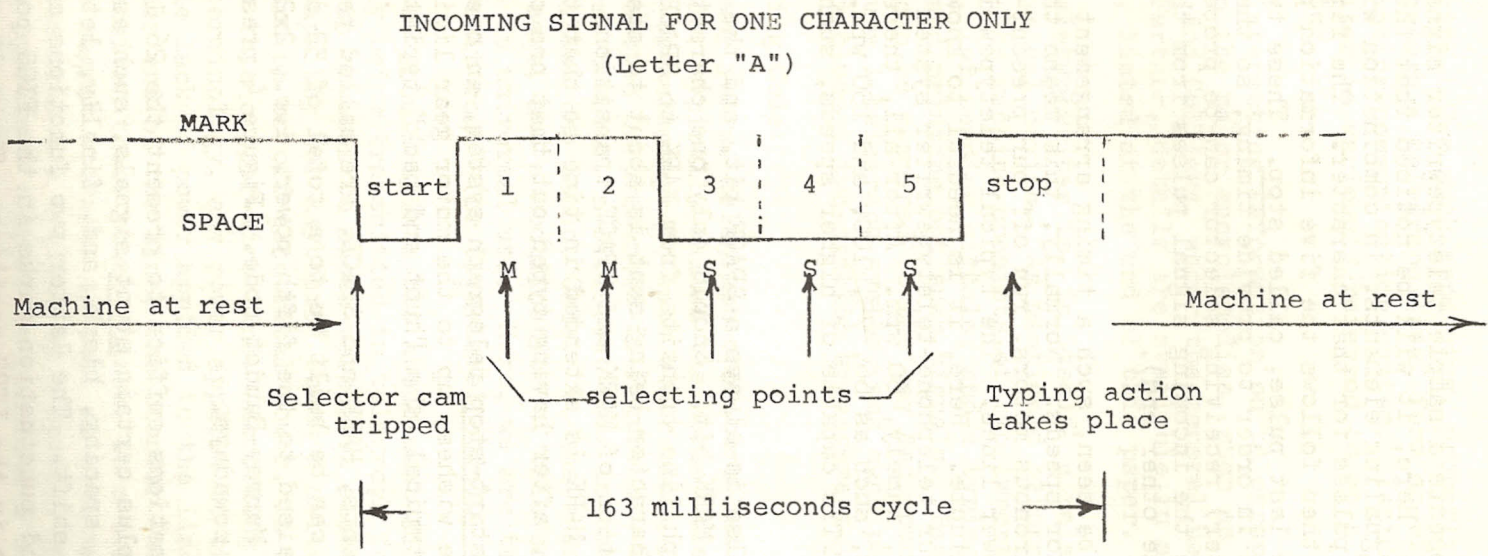 INCOMING SIGNAL FOR ONE CHARACTER ONLY
(Letter "A")
MARK
start 1 2 3 4 5 stop
SPACE
M M S S S
Machine at rest
Machine at rest
Selector cam
tripped
selecting points
Typing action
takes place
163 milliseconds cycle